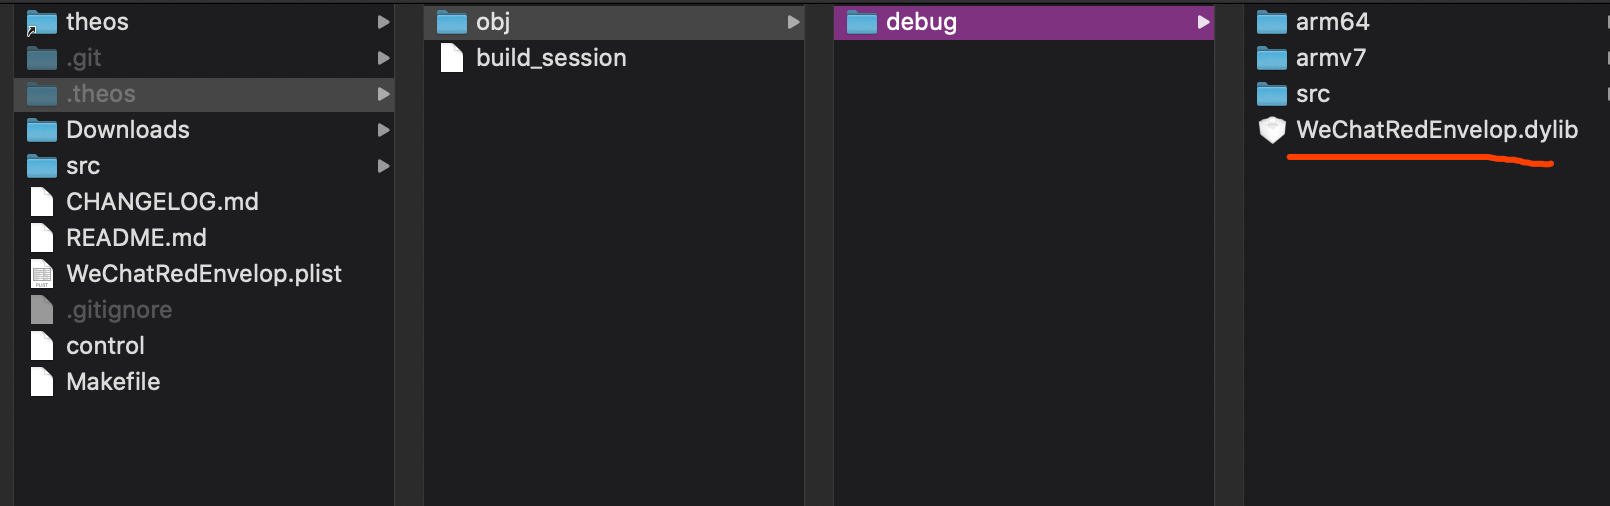 theos
.git
.theos
Downloads
src
CHANGELOG.md
README.md
WeChatRedEnvelop.plist
.gitignore
control
Makefile
obj
build_session
debug
arm64
armv7
src
WeChatRedEnvelop.dylib